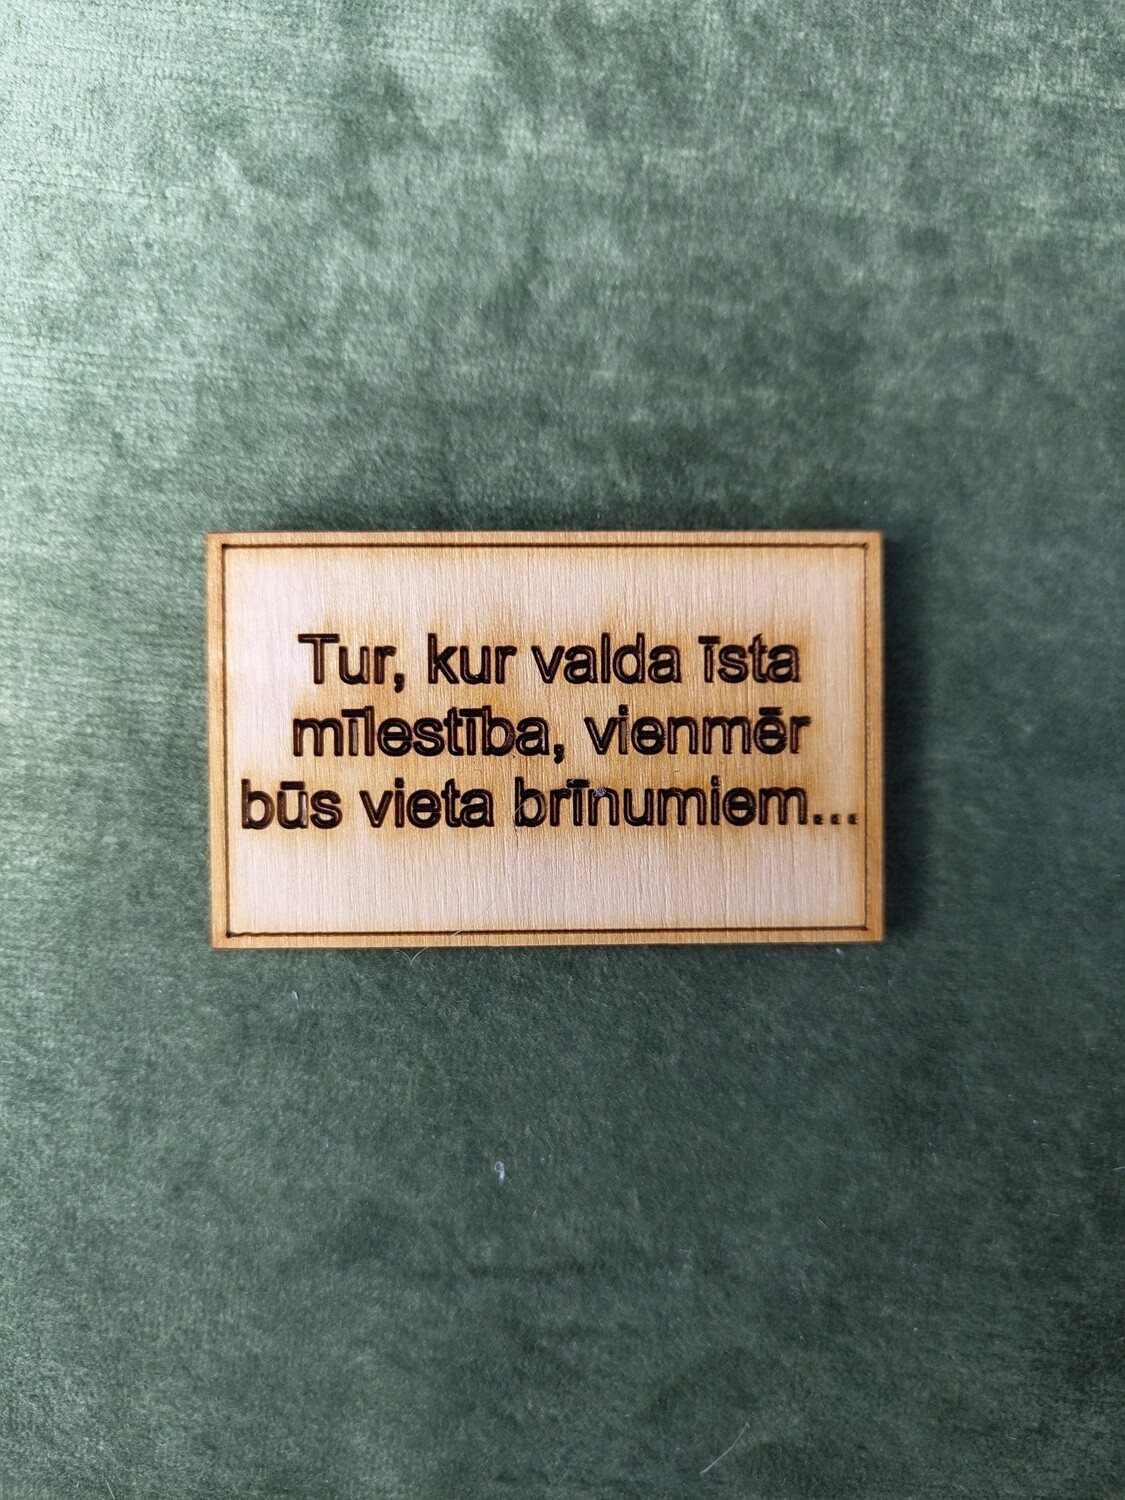 Tur, kur valda īsta
mīlestība, vienmēr
būs vieta brīnumiem...